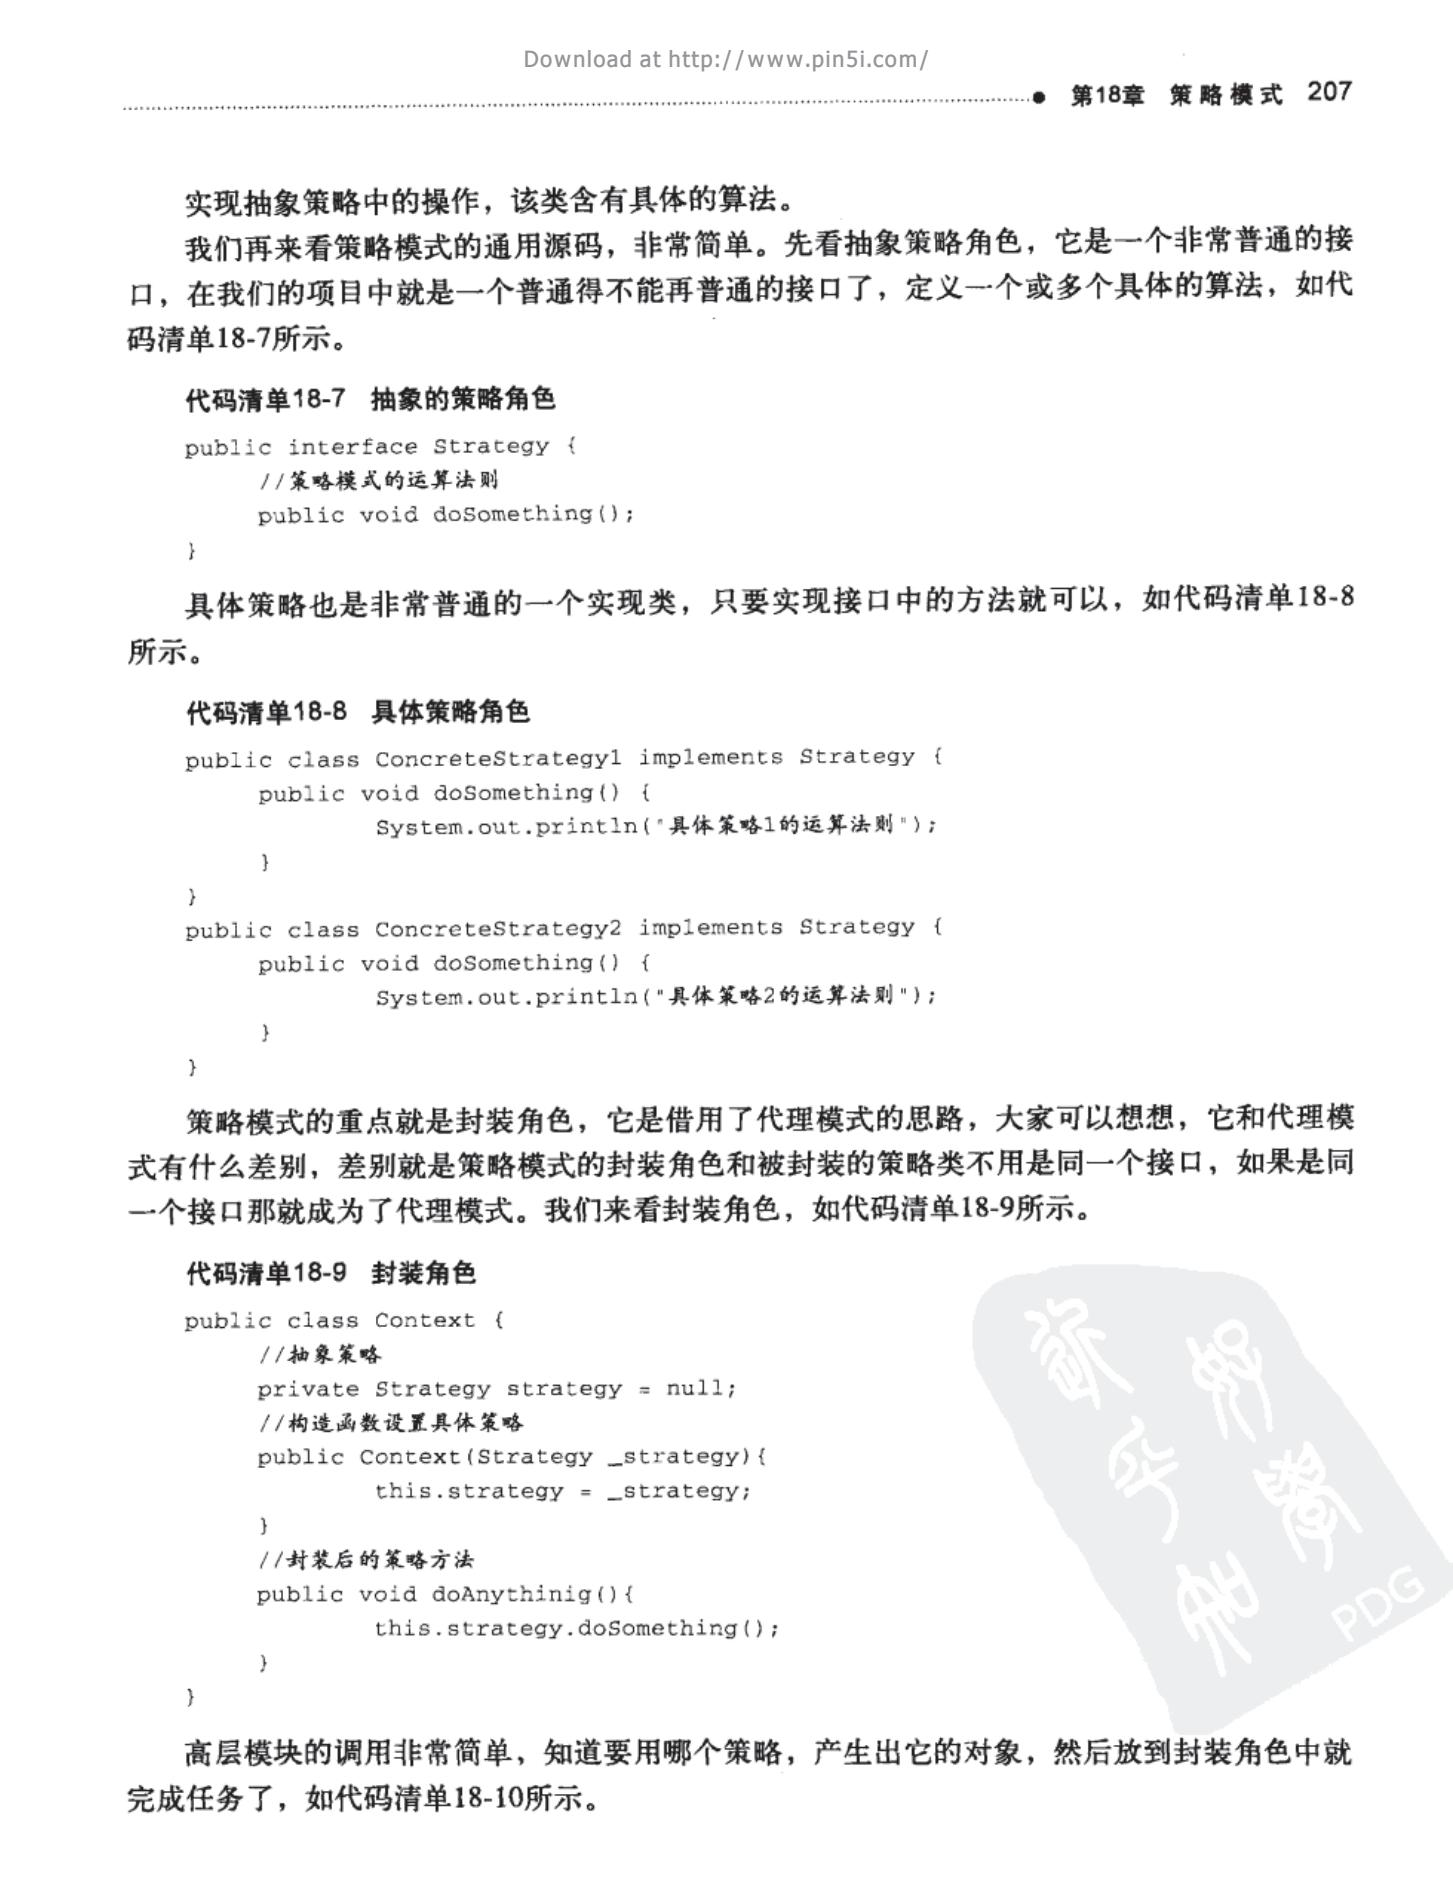 Download at http://www.pin5i.com/
第18章 策略模式 207
实现抽象策略中的操作，该类含有具体的算法。
我们再来看策略模式的通用源码，非常简单。先看抽象策略角色，它是一个非常普通的接
口，在我们的项目中就是一个普通得不能再普通的接口了，定义一个或多个具体的算法，如代
码清单18-7所示。
代码清单18-7 抽象的策略角色
public interface Strategy {
//策略模式的运算法则
public void doSomething();
}
具体策略也是非常普通的一个实现类，只要实现接口中的方法就可以，如代码清单18-8
所示。
代码清单18-8 具体策略角色
public class ConcreteStrategy1 implements Strategy {
public void doSomething() {
System.out.println("具体策略1的运算法则");
}
}
public class ConcreteStrategy2 implements Strategy {
public void doSomething() {
System.out.println("具体策略2的运算法则");
}
}
策略模式的重点就是封装角色，它是借用了代理模式的思路，大家可以想想，它和代理模
式有什么差别，差别就是策略模式的封装角色和被封装的策略类不用是同一个接口，如果是同
一个接口那就成为了代理模式。我们来看封装角色，如代码清单18-9所示。
代码清单18-9 封装角色
public class Context {
//抽象策略
private Strategy strategy = null;
//构造函数设置具体策略
public Context(Strategy _strategy){
this.strategy = _strategy;
}
//封装后的策略方法
public void doAnythinig(){
this.strategy.doSomething();
}
}
PDG
高层模块的调用非常简单，知道要用哪个策略，产生出它的对象，然后放到封装角色中就
完成任务了，如代码清单18-10所示。